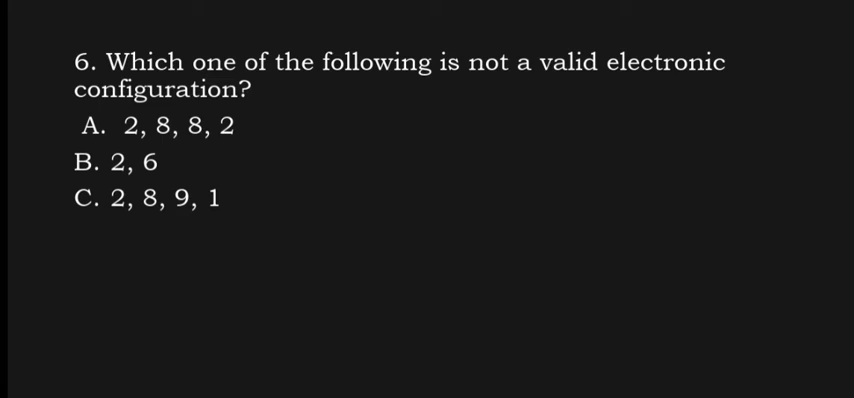 6. Which one of the following is not a valid electronic
configuration?
A. 2, 8, 8, 2
B. 2, 6
C. 2, 8, 9, 1